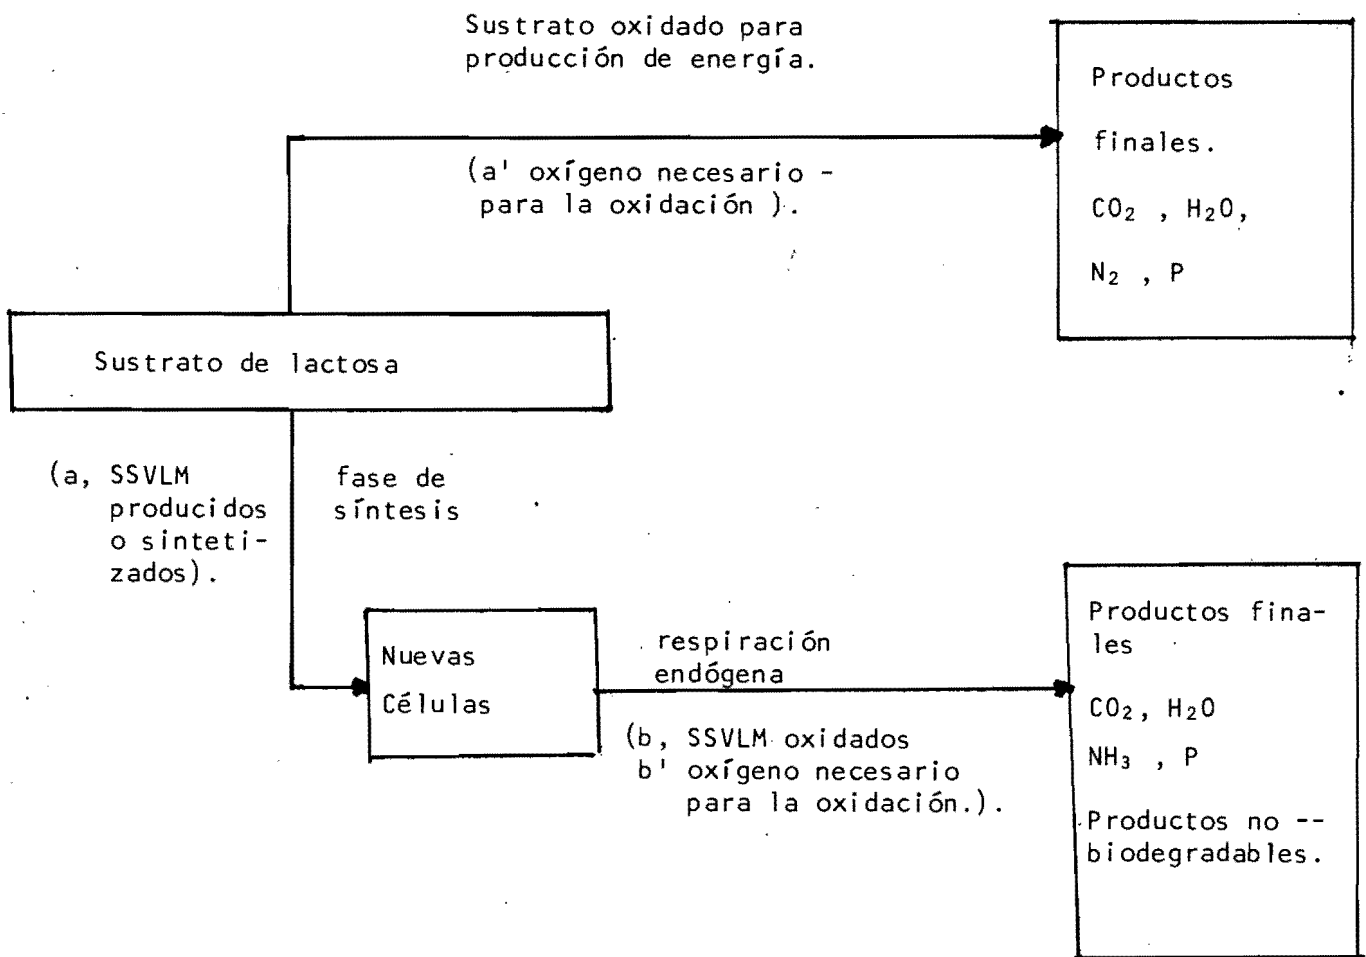 Sustrato oxidado para
producción de energía.
Productos
finales.
CO₂ , H₂O,
N₂ , P
(a' oxígeno necesario -
para la oxidación ).
Sustrato de lactosa
(a, SSVLM
producidos
o sinteti-
zados).
fase de
síntesis
Nuevas
Células
respiración
endógena
(b, SSVLM oxidados
b' oxígeno necesario
para la oxidación.).
Productos fina-
les
CO₂, H₂O
NH₃ , P
Productos no --
biodegradables.